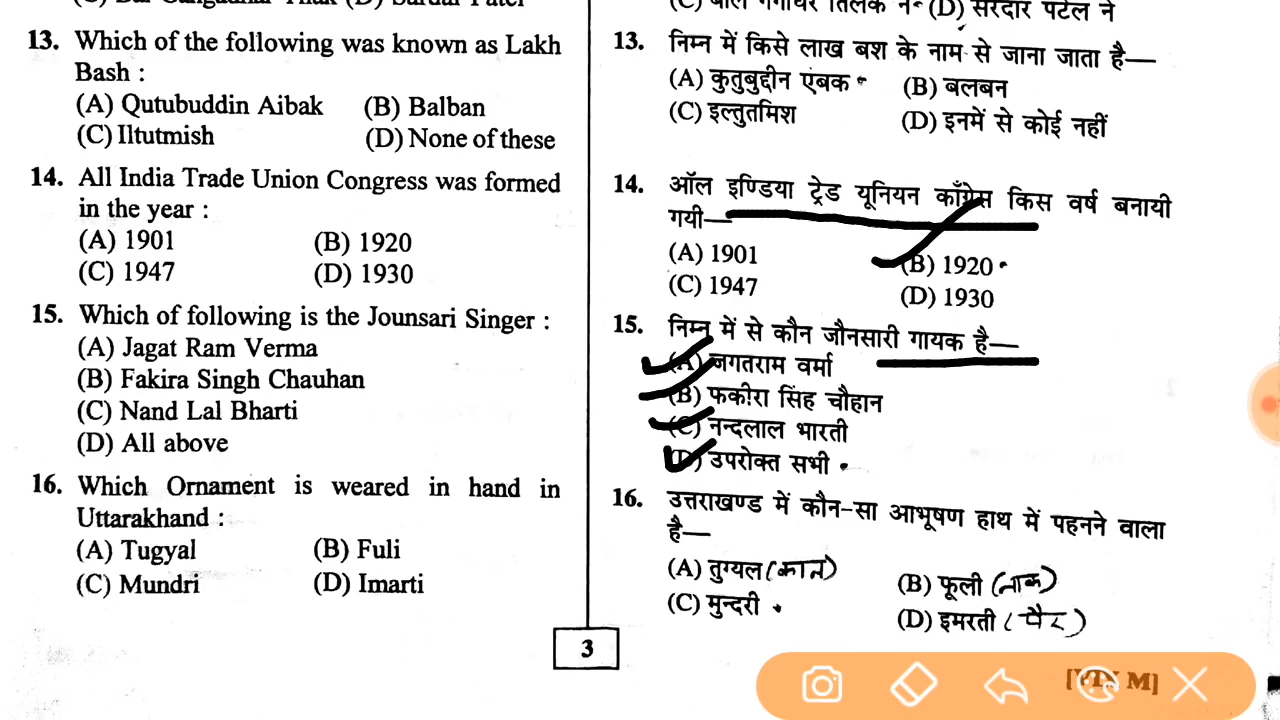 13. Which of the following was known as Lakh
Bash :
(A) Qutubuddin Aibak (B) Balban
(C) Iltutmish (D) None of these
14. All India Trade Union Congress was formed
in the year :
(A) 1901 (B) 1920
(C) 1947 (D) 1930
15. Which of following is the Jounsari Singer :
(A) Jagat Ram Verma
(B) Fakira Singh Chauhan
(C) Nand Lal Bharti
(D) All above
16. Which Ornament is weared in hand in
Uttarakhand :
(A) Tugyal (B) Fuli
(C) Mundri (D) Imarti
(D) सरदार पटेल ने
13. निम्न में किसे लाख बश के नाम से जाना जाता है—
(A) कुतुबुद्दीन एंबक (B) बलबन
(C) इल्तुतमिश (D) इनमें से कोई नहीं
14. ऑल इण्डिया ट्रेड यूनियन काँग्रेस किस वर्ष बनायी
गयी—
(A) 1901 (B) 1920
(C) 1947 (D) 1930
15. निम्न में से कौन जौनसारी गायक है—
(A) जगतराम वर्मा
(B) फकीरा सिंह चौहान
(C) नन्दलाल भारती
(D) उपरोक्त सभी
16. उत्तराखण्ड में कौन-सा आभूषण हाथ में पहनने वाला
है—
(A) तुग्यल (कान) (B) फूली (नाक)
(C) मुन्दरी (D) इमरती (पैर)
3